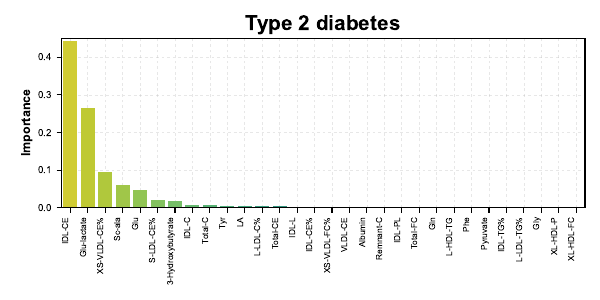 Type 2 diabetes
Importance
0.4
0.3
0.2
0.1
0.0
IDL-CE
Glu-lactate
XS-VLDL-CE%
Sc-ala
Glu
S-LDL-CE%
3-Hydroxybutyrate
IDL-C
Total-C
Tyr
LA
L-LDL-C%
Total-CE
IDL-L
IDL-CE%
XS-VLDL-FC%
VLDL-CE
Albumin
Remnant-C
IDL-PL
Total-FC
Gln
L-HDL-TG
Phe
Pyruvate
IDL-TG%
L-LDL-TG%
Gly
XL-HDL-P
XL-HDL-FC